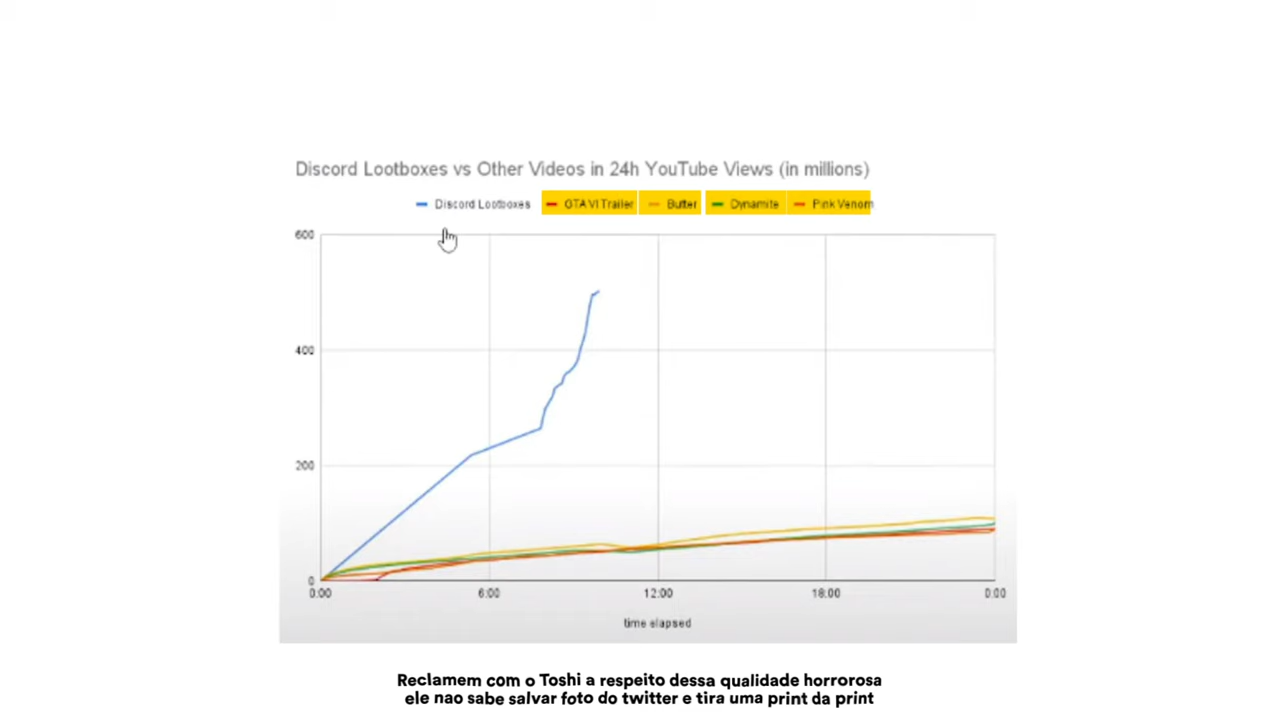 Discord Lootboxes vs Other Videos in 24h YouTube Views (in millions)
Discord Lootboxes GTA VI Trailer Butter Dynamite Pink Venom
600
400
200
0
0:00 6:00 12:00 18:00 0:00
time elapsed
Reclamem com o Toshi a respeito dessa qualidade horrorosa
ele nao sabe salvar foto do twitter e tira uma print da print